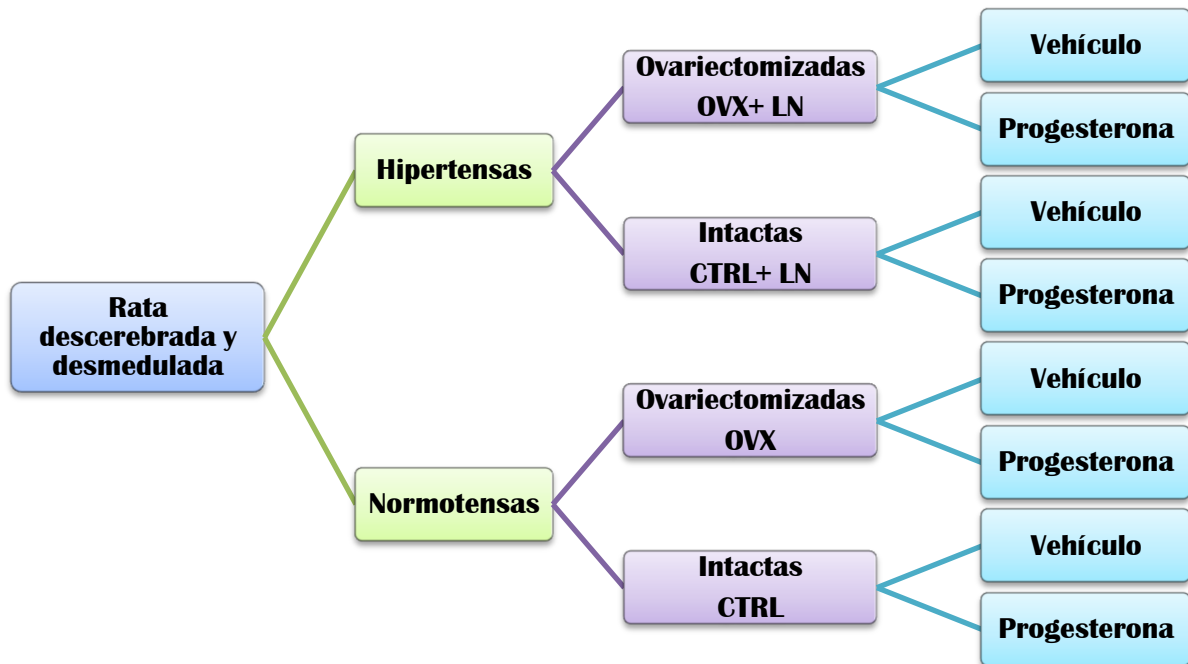 Rata
descerebrada y
desmedulada
Hipertensas
Ovariectomizadas
OVX+ LN
Vehículo
Progesterona
Intactas
CTRL+ LN
Vehículo
Progesterona
Normotensas
Ovariectomizadas
OVX
Vehículo
Progesterona
Intactas
CTRL
Vehículo
Progesterona